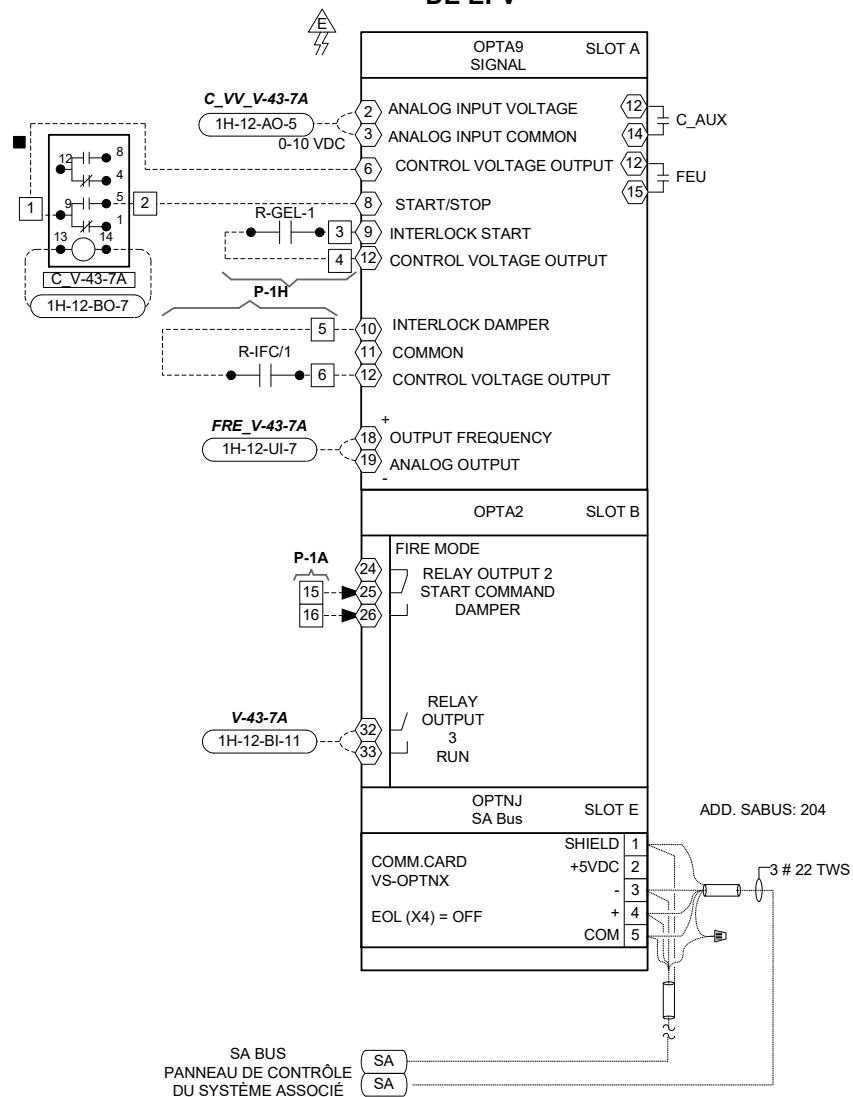 DE EFV
E
OPTA9
SIGNAL
SLOT A
C_VV_V-43-7A
1H-12-AO-5
0-10 VDC
2 ANALOG INPUT VOLTAGE
3 ANALOG INPUT COMMON
6 CONTROL VOLTAGE OUTPUT
8 START/STOP
9 INTERLOCK START
12 CONTROL VOLTAGE OUTPUT
12
14
C_AUX
12
15
FEU
12 8
4
9 5
1
13 14
1
2
C_V-43-7A
1H-12-BO-7
R-GEL-1
3
4
P-1H
5
10 INTERLOCK DAMPER
11 COMMON
R-IFC/1
6
12 CONTROL VOLTAGE OUTPUT
FRE_V-43-7A
1H-12-UI-7
+
18 OUTPUT FREQUENCY
19 ANALOG OUTPUT
-
OPTA2 SLOT B
FIRE MODE
P-1A
15
16
24
25
26
RELAY OUTPUT 2
START COMMAND
DAMPER
V-43-7A
1H-12-BI-11
32
33
RELAY
OUTPUT
3
RUN
OPTNJ
SA Bus
SLOT E
ADD. SABUS: 204
COMM.CARD
VS-OPTNX
EOL (X4) = OFF
SHIELD 1
+5VDC 2
- 3
+ 4
COM 5
3 # 22 TWS
SA BUS
PANNEAU DE CONTRÔLE
DU SYSTÈME ASSOCIÉ
SA
SA